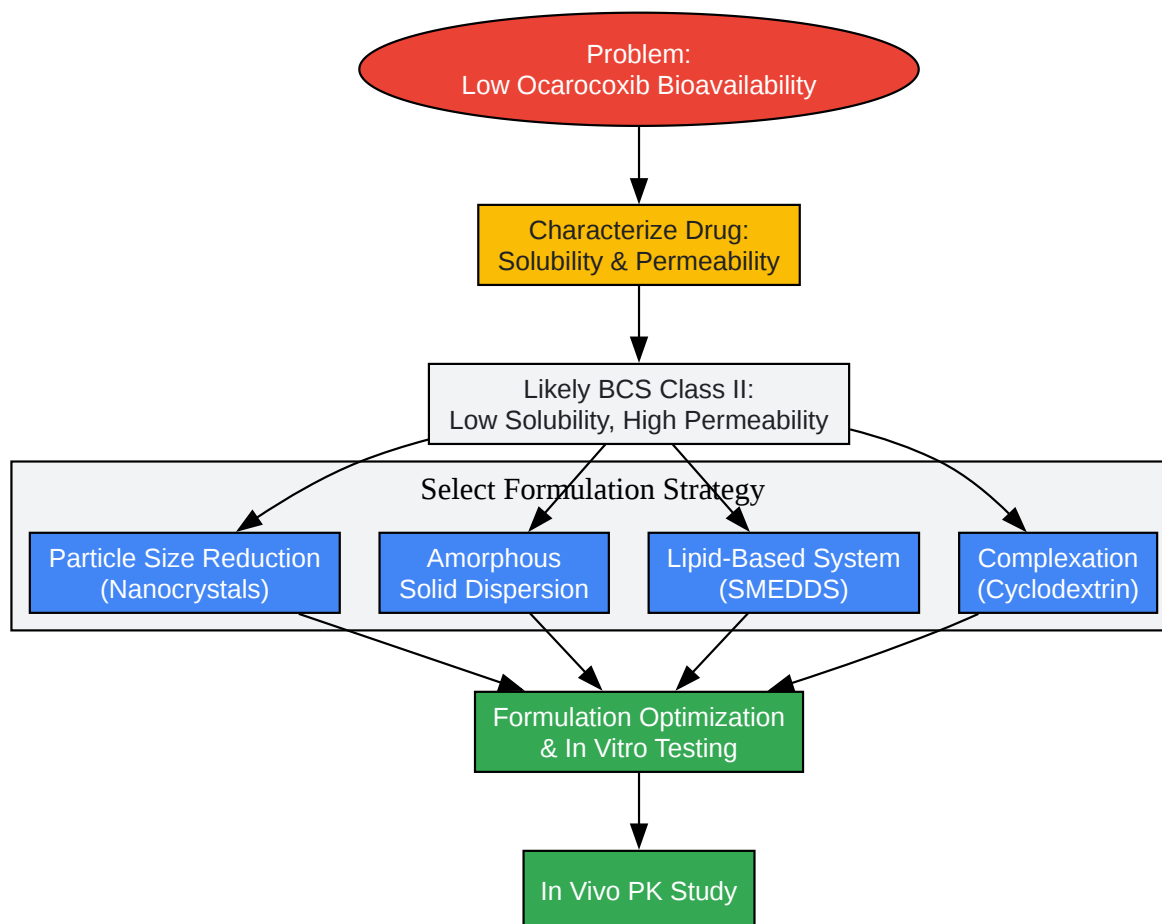 Problem:
Low Ocarocoxib Bioavailability
Characterize Drug:
Solubility & Permeability
Likely BCS Class II:
Low Solubility, High Permeability
Select Formulation Strategy
Particle Size Reduction
(Nanocrystals)
Amorphous
Solid Dispersion
Lipid-Based System
(SMEDDS)
Complexation
(Cyclodextrin)
Formulation Optimization
& In Vitro Testing
In Vivo PK Study